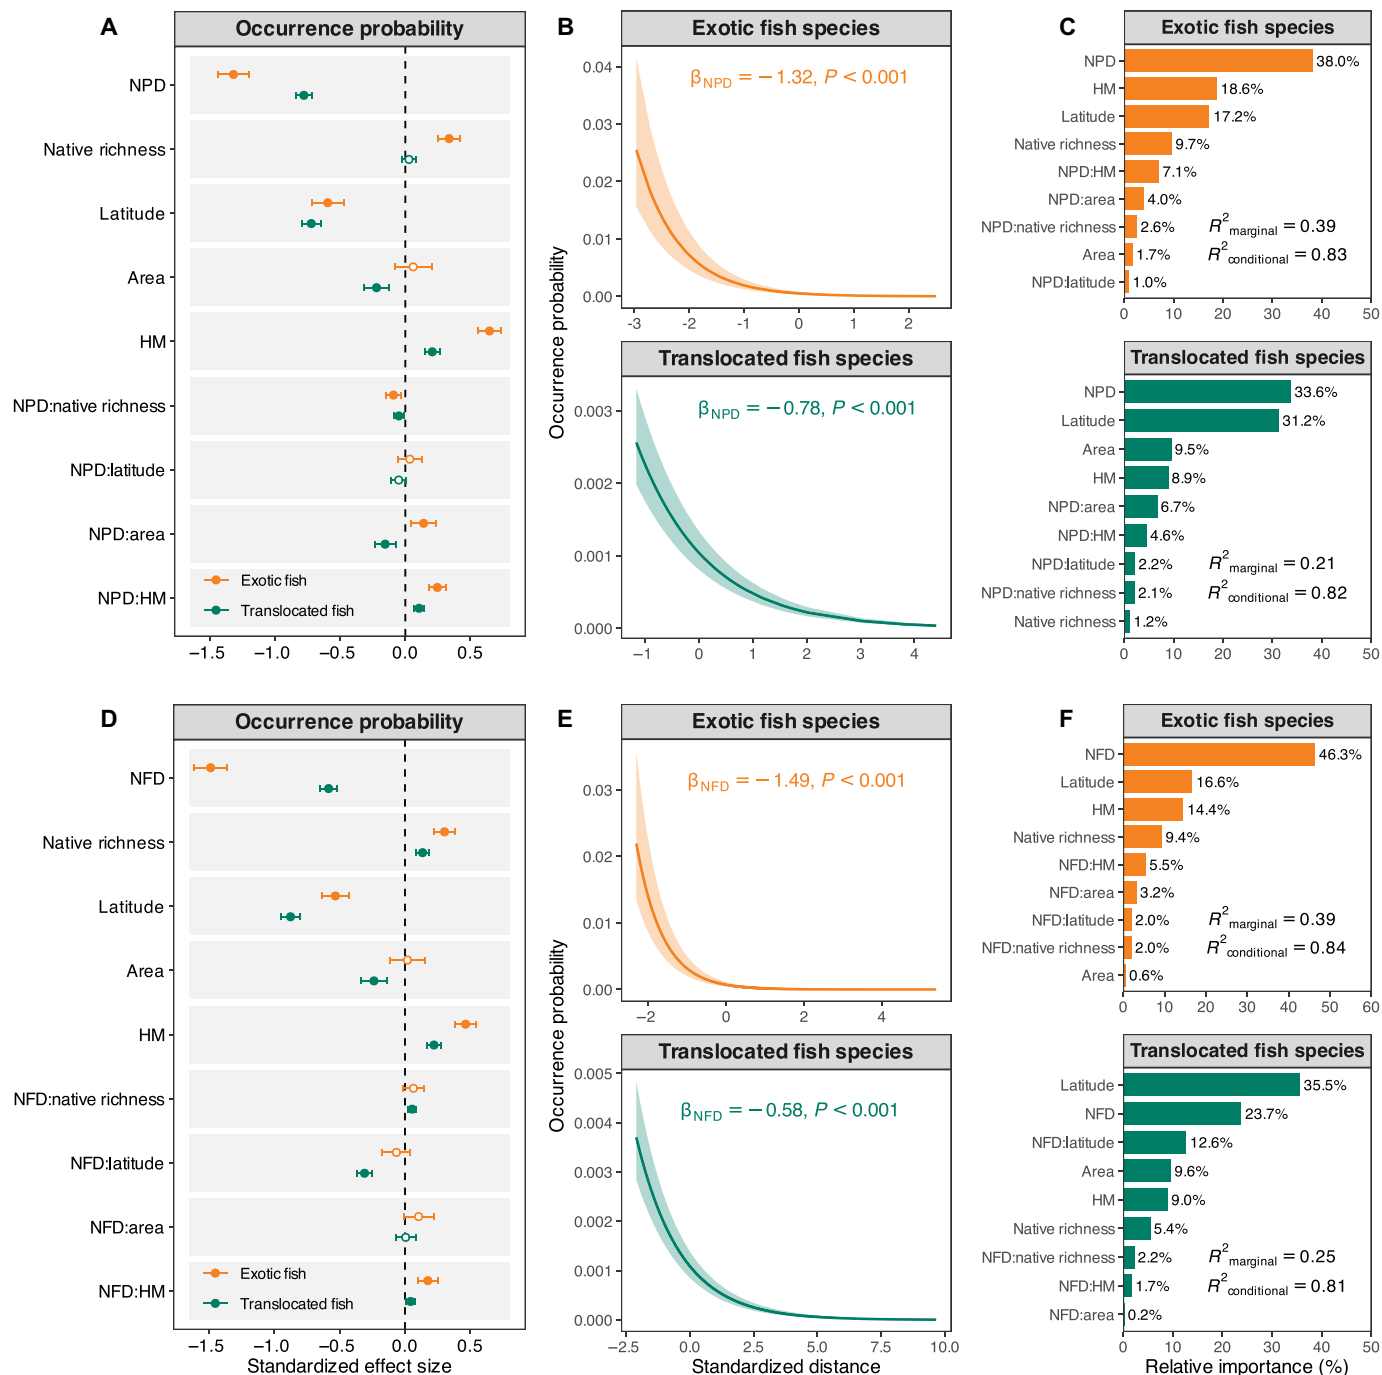 A
Occurrence probability
NPD
Native richness
Latitude
Area
HM
NPD:native richness
NPD:latitude
NPD:area
NPD:HM
Exotic fish
Translocated fish
−1.5 −1.0 −0.5 0.0 0.5
B
Exotic fish species
βNPD = −1.32, P < 0.001
0.04
0.03
0.02
0.01
0.00
-3 -2 -1 0 1 2
Occurrence probability
Translocated fish species
βNPD = −0.78, P < 0.001
0.003
0.002
0.001
0.000
−1 0 1 2 3 4
C
Exotic fish species
NPD 38.0%
HM 18.6%
Latitude 17.2%
Native richness 9.7%
NPD:HM 7.1%
NPD:area 4.0%
NPD:native richness 2.6%
Area 1.7%
NPD:latitude 1.0%
R2marginal = 0.39
R2conditional = 0.83
0 10 20 30 40 50
Translocated fish species
NPD 33.6%
Latitude 31.2%
Area 9.5%
HM 8.9%
NPD:area 6.7%
NPD:HM 4.6%
NPD:latitude 2.2%
NPD:native richness 2.1%
Native richness 1.2%
R2marginal = 0.21
R2conditional = 0.82
0 10 20 30 40 50
D
Occurrence probability
NFD
Native richness
Latitude
Area
HM
NFD:native richness
NFD:latitude
NFD:area
NFD:HM
Exotic fish
Translocated fish
−1.5 −1.0 −0.5 0.0 0.5
Standardized effect size
E
Exotic fish species
βNFD = −1.49, P < 0.001
0.03
0.02
0.01
0.00
−2 0 2 4
Occurrence probability
Translocated fish species
βNFD = −0.58, P < 0.001
0.005
0.004
0.003
0.002
0.001
0.000
−2.5 0.0 2.5 5.0 7.5 10.0
Standardized distance
F
Exotic fish species
NFD 46.3%
Latitude 16.6%
HM 14.4%
Native richness 9.4%
NFD:HM 5.5%
NFD:area 3.2%
NFD:latitude 2.0%
NFD:native richness 2.0%
Area 0.6%
R2marginal = 0.39
R2conditional = 0.84
0 10 20 30 40 50 60
Translocated fish species
Latitude 35.5%
NFD 23.7%
NFD:latitude 12.6%
Area 9.6%
HM 9.0%
Native richness 5.4%
NFD:native richness 2.2%
NFD:HM 1.7%
NFD:area 0.2%
R2marginal = 0.25
R2conditional = 0.81
0 10 20 30 40 50
Relative importance (%)